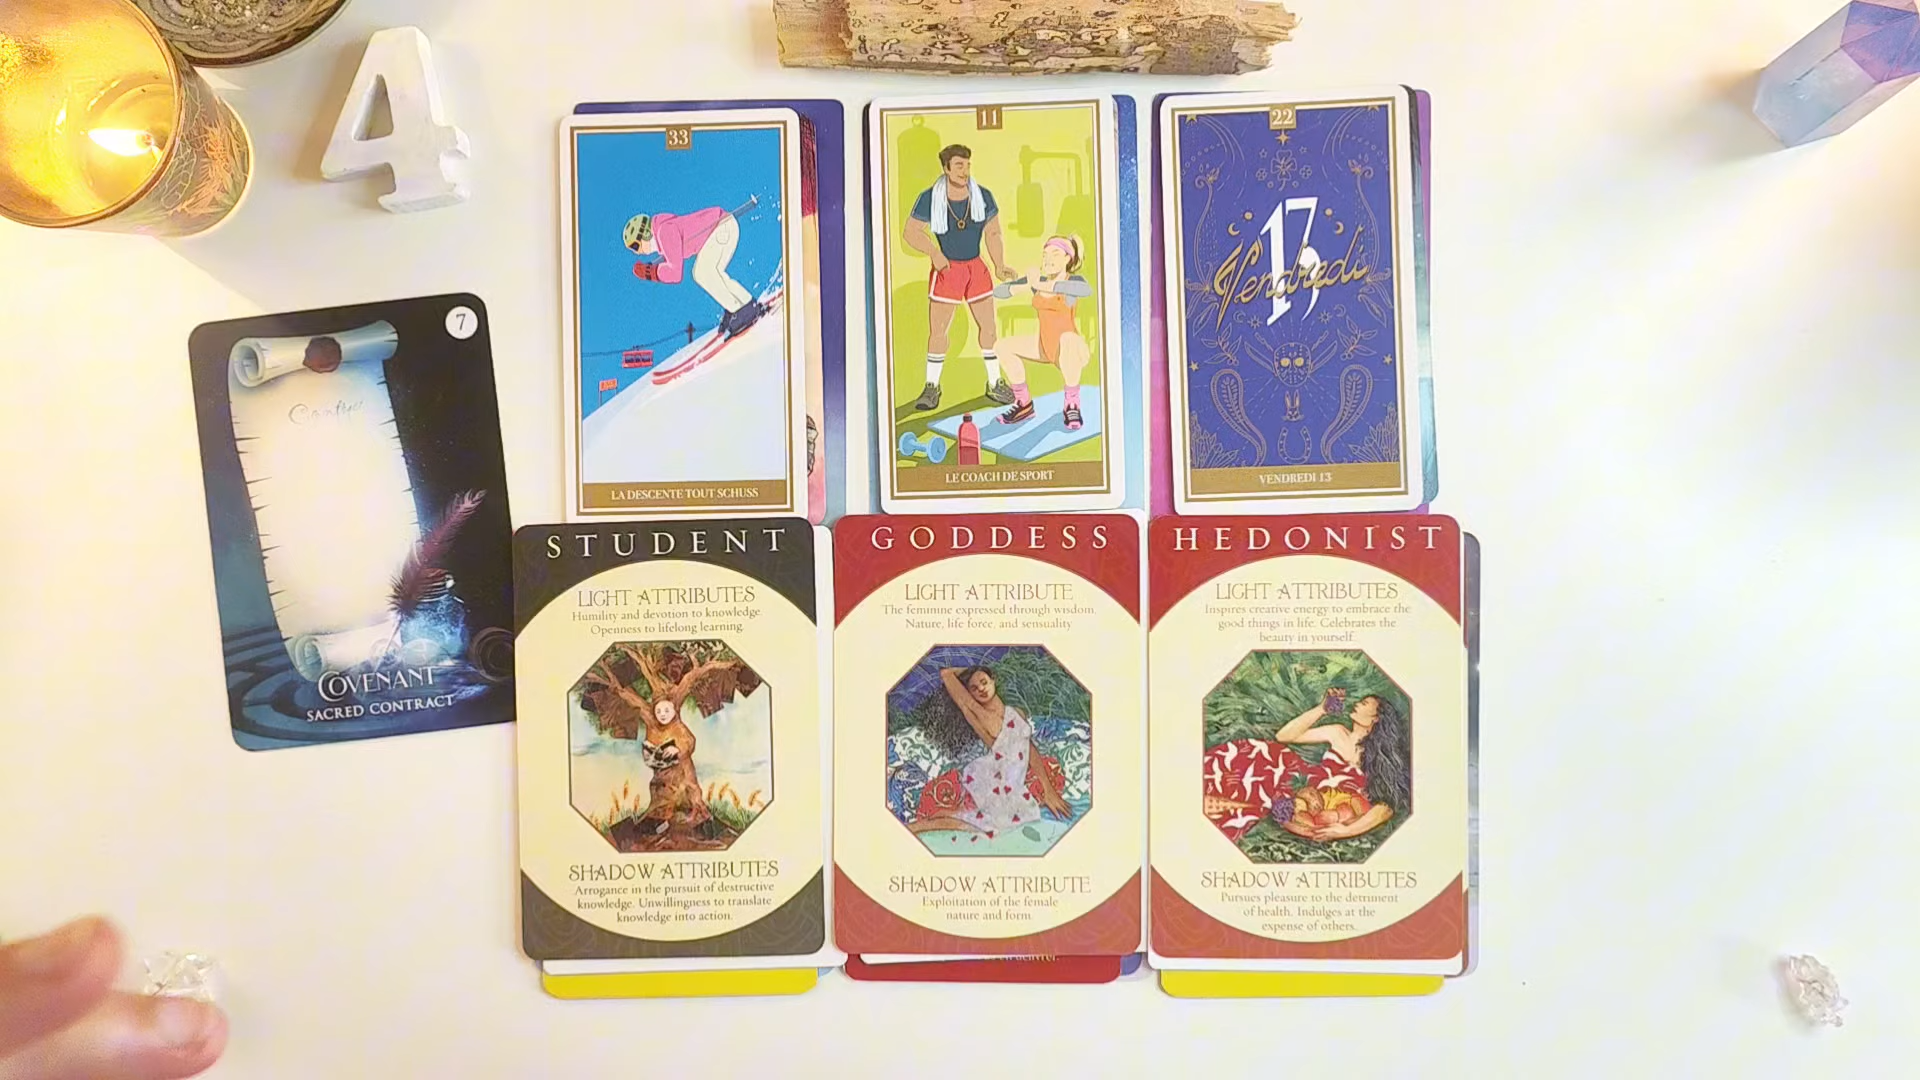 4
7
Contract
COVENANT
SACRED CONTRACT
33
LA DESCENTE TOUT SCHUSS
11
LE COACH DE SPORT
22
13
Vendredi
VENDREDI 13
STUDENT
LIGHT ATTRIBUTES
Humility and devotion to knowledge.
Openness to lifelong learning.
SHADOW ATTRIBUTES
Arrogance in the pursuit of destructive
knowledge. Unwillingness to translate
knowledge into action.
GODDESS
LIGHT ATTRIBUTE
The feminine expressed through wisdom,
Nature, life force, and sensuality
SHADOW ATTRIBUTE
Exploitation of the female
nature and form.
HEDONIST
LIGHT ATTRIBUTES
Inspires creative energy to embrace the
good things in life. Celebrates the
beauty in yourself.
SHADOW ATTRIBUTES
Pursues pleasure to the detriment
of health. Indulges at the
expense of others.